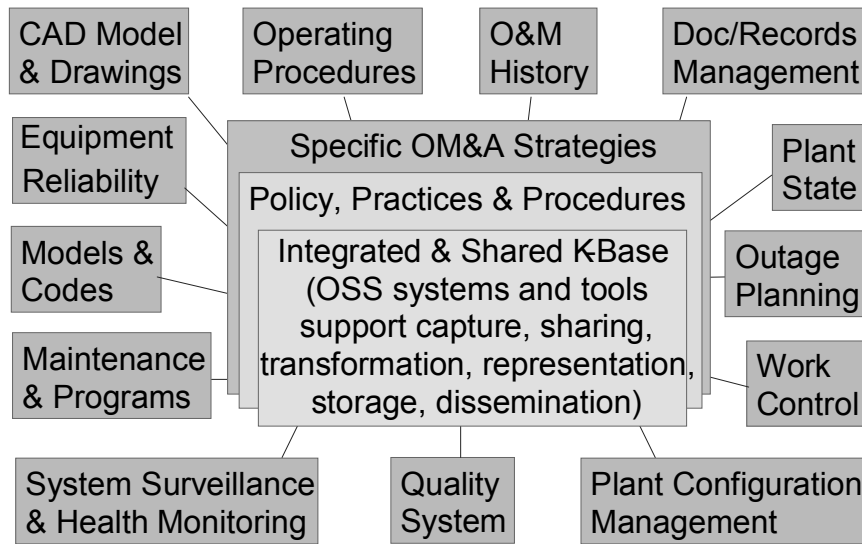 CAD Model
& Drawings
Operating
Procedures
O&M
History
Doc/Records
Management
Equipment
Reliability
Models &
Codes
Maintenance
& Programs
Specific OM&A Strategies
Policy, Practices & Procedures
Integrated & Shared K-Base
(OSS systems and tools
support capture, sharing,
transformation, representation,
storage, dissemination)
Plant
State
Outage
Planning
Work
Control
System Surveillance
& Health Monitoring
Quality
System
Plant Configuration
Management